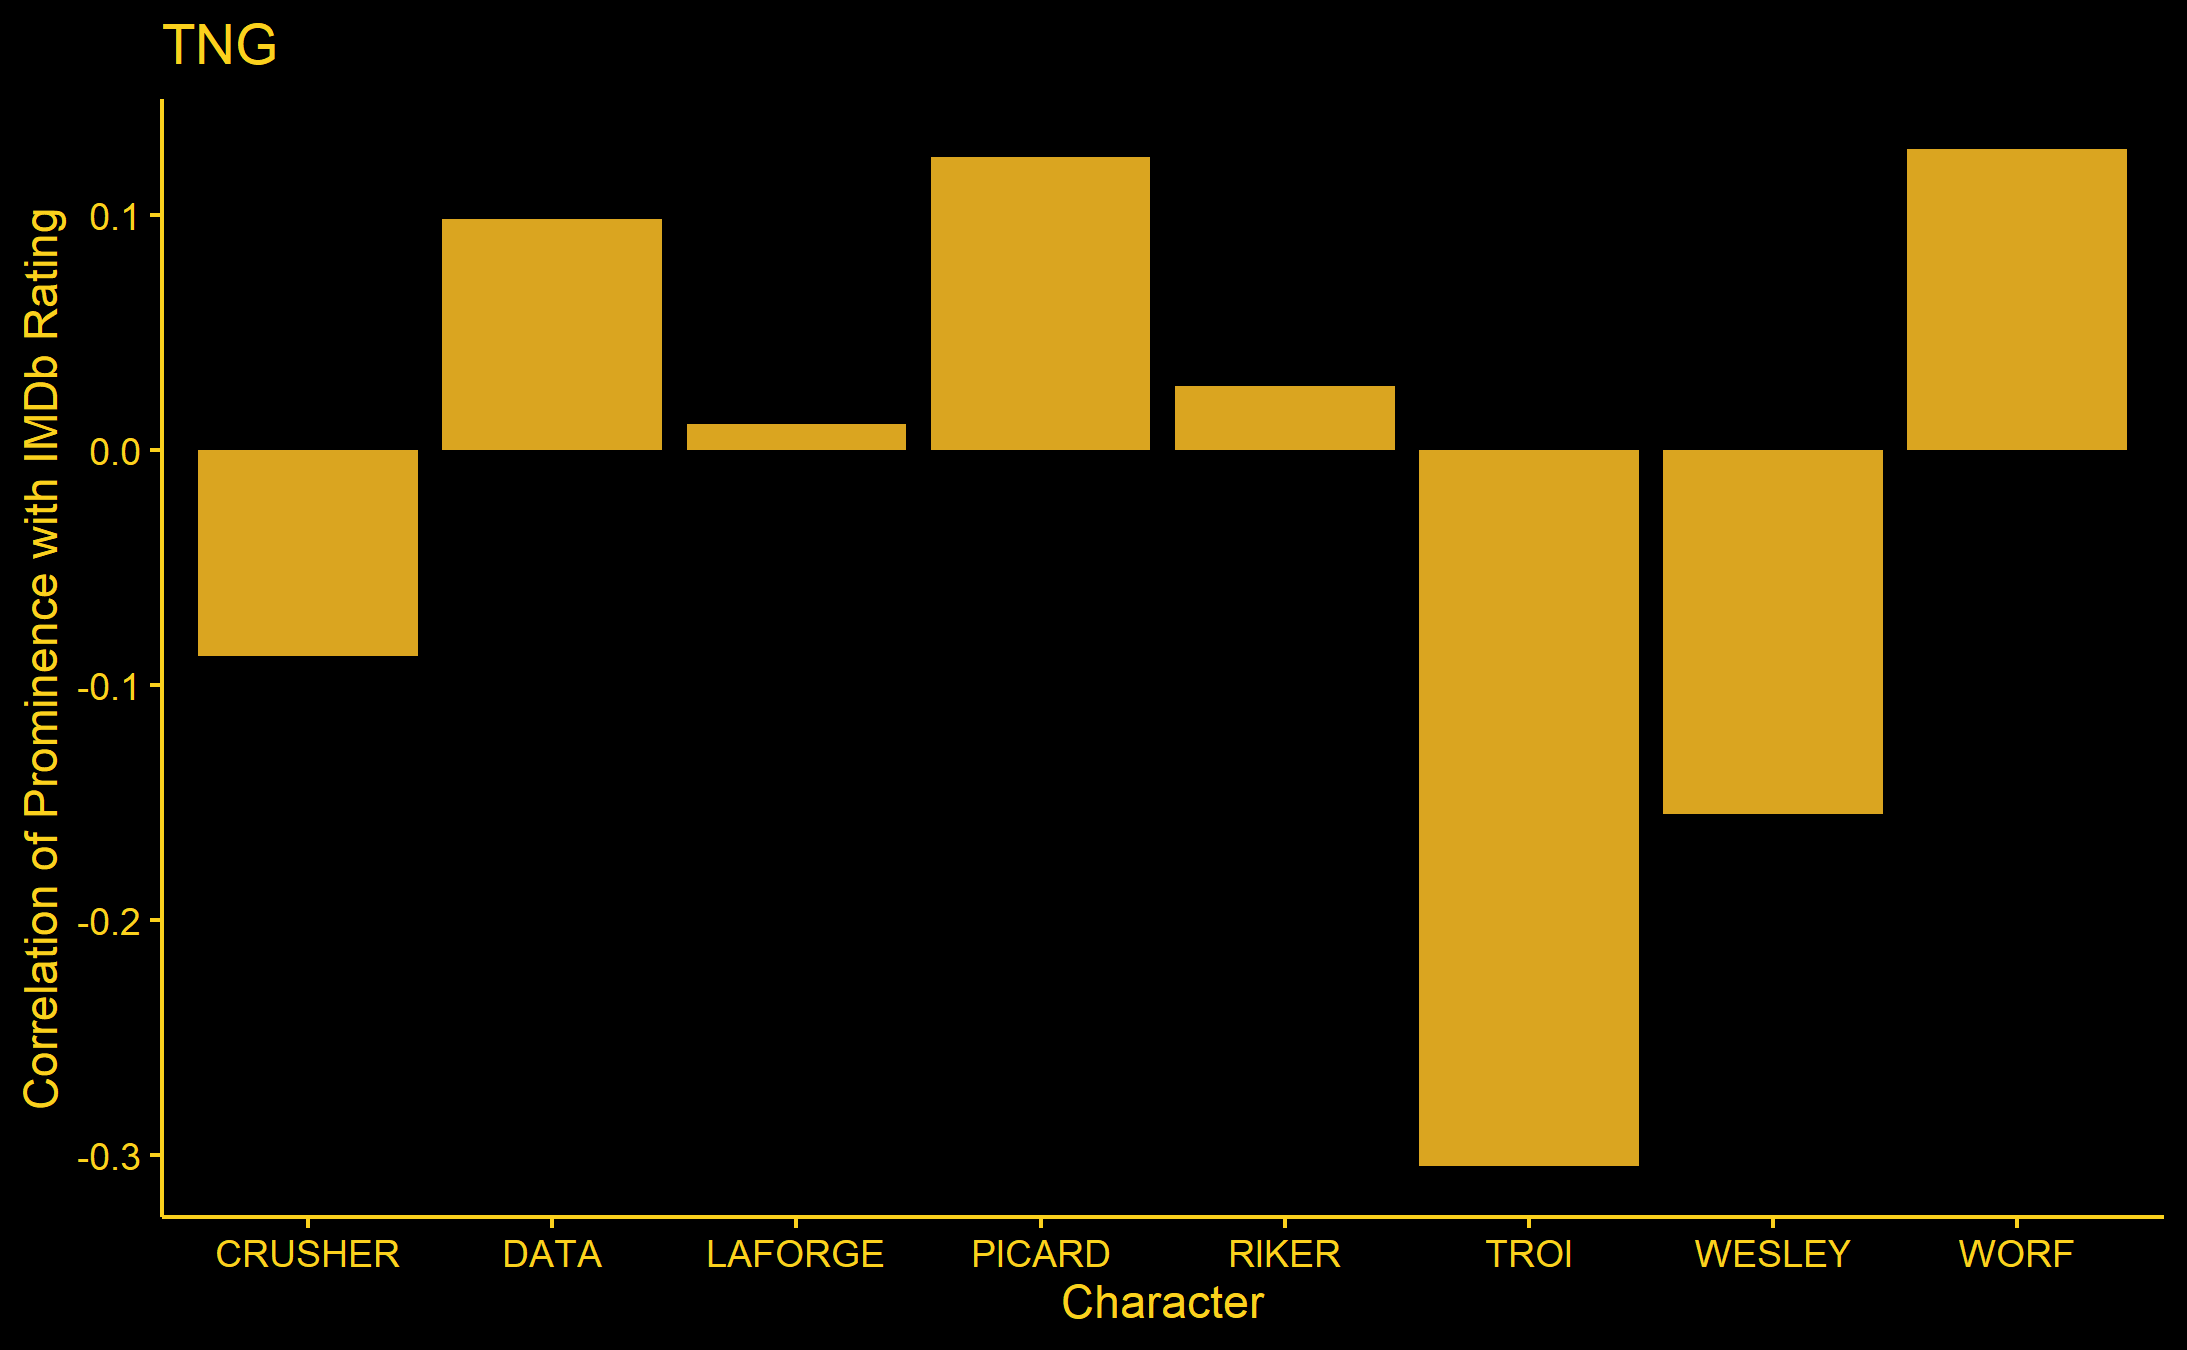 TNG
Correlation of Prominence with IMDb Rating
0.1
0.0
-0.1
-0.2
-0.3
CRUSHER DATA LAFORGE PICARD RIKER TROI WESLEY WORF
Character